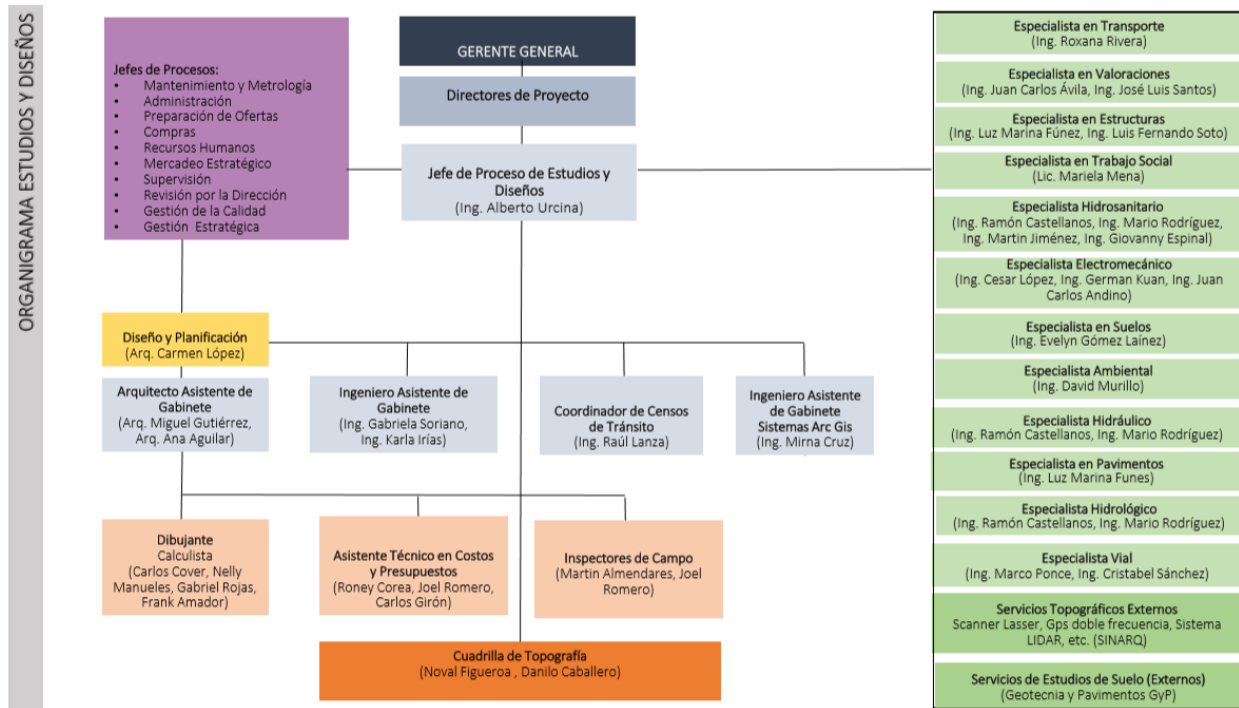 ORGANIGRAMA ESTUDIOS Y DISEÑOS
Jefes de Procesos:
• Mantenimiento y Metrología
• Administración
• Preparación de Ofertas
• Compras
• Recursos Humanos
• Mercadeo Estratégico
• Supervisión
• Revisión por la Dirección
• Gestión de la Calidad
• Gestión Estratégica
GERENTE GENERAL
Directores de Proyecto
Jefe de Proceso de Estudios y
Diseños
(Ing. Alberto Urcina)
Diseño y Planificación
(Arq. Carmen López)
Arquitecto Asistente de
Gabinete
(Arq. Miguel Gutiérrez,
Arq. Ana Aguilar)
Ingeniero Asistente de
Gabinete
(Ing. Gabriela Soriano,
Ing. Karla Irías)
Coordinador de Censos
de Tránsito
(Ing. Raúl Lanza)
Ingeniero Asistente
de Gabinete
Sistemas Arc Gis
(Ing. Mirna Cruz)
Dibujante
Calculista
(Carlos Cover, Nelly
Manueles, Gabriel Rojas,
Frank Amador)
Asistente Técnico en Costos
y Presupuestos
(Roney Corea, Joel Romero,
Carlos Girón)
Inspectores de Campo
(Martin Almendares, Joel
Romero)
Cuadrilla de Topografía
(Noval Figueroa , Danilo Caballero)
Especialista en Transporte
(Ing. Roxana Rivera)
Especialista en Valoraciones
(Ing. Juan Carlos Ávila, Ing. José Luis Santos)
Especialista en Estructuras
(Ing. Luz Marina Fúnez, Ing. Luis Fernando Soto)
Especialista en Trabajo Social
(Lic. Mariela Mena)
Especialista Hidrosanitario
(Ing. Ramón Castellanos, Ing. Mario Rodríguez,
Ing. Martin Jiménez, Ing. Giovanny Espinal)
Especialista Electromecánico
(Ing. Cesar López, Ing. German Kuan, Ing. Juan
Carlos Andino)
Especialista en Suelos
(Ing. Evelyn Gómez Laínez)
Especialista Ambiental
(Ing. David Murillo)
Especialista Hidráulico
(Ing. Ramón Castellanos, Ing. Mario Rodríguez)
Especialista en Pavimentos
(Ing. Luz Marina Funes)
Especialista Hidrológico
(Ing. Ramón Castellanos, Ing. Mario Rodríguez)
Especialista Vial
(Ing. Marco Ponce, Ing. Cristabel Sánchez)
Servicios Topográficos Externos
Scanner Lasser, Gps doble frecuencia, Sistema
LIDAR, etc. (SINARQ)
Servicios de Estudios de Suelo (Externos)
(Geotecnia y Pavimentos GyP)